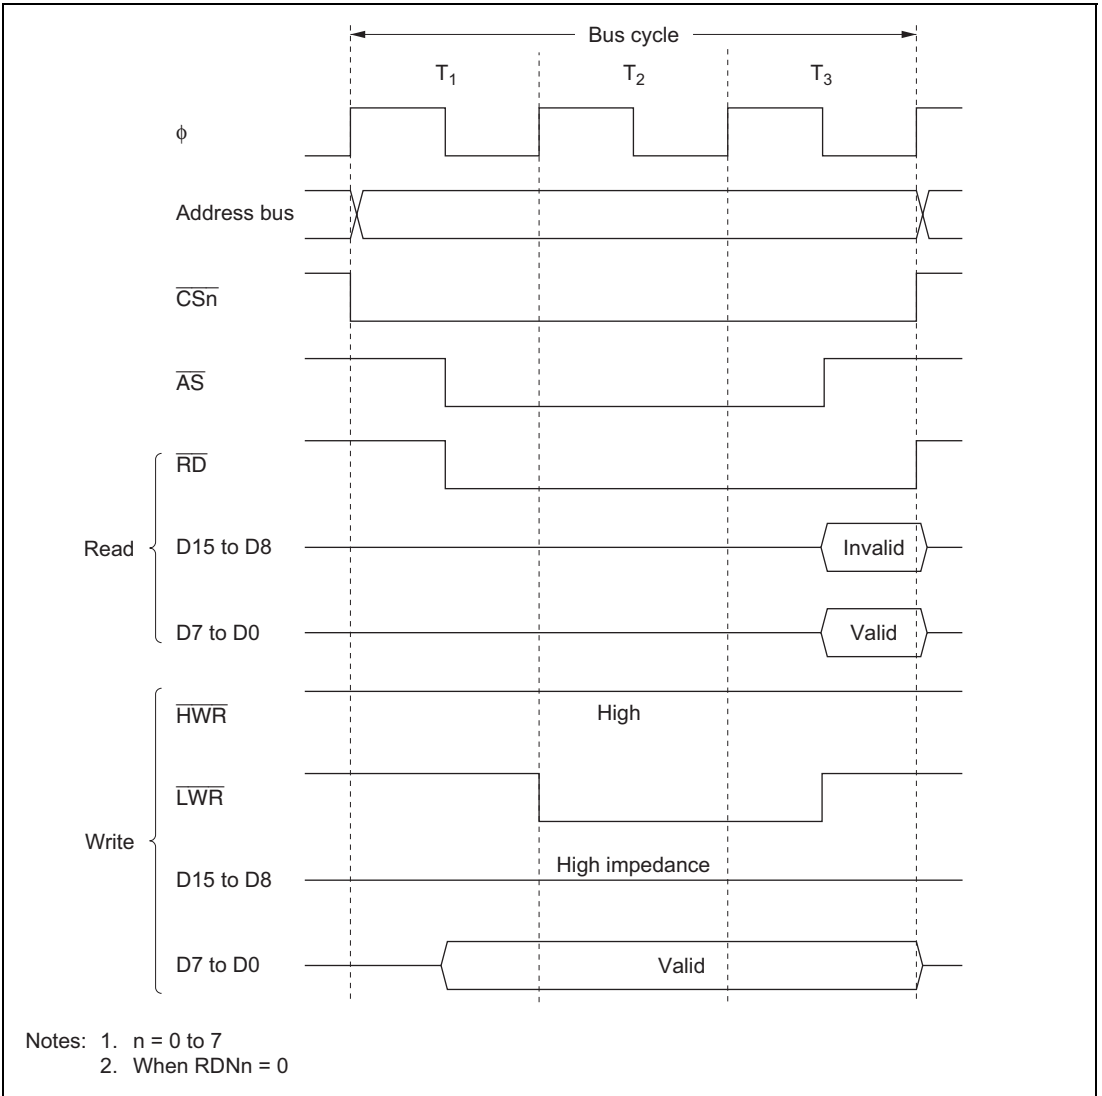 Bus cycle
T1 T2 T3
ϕ
Address bus
CSn
AS
RD
Read
D15 to D8
Invalid
D7 to D0
Valid
HWR
High
LWR
Write
D15 to D8
High impedance
D7 to D0
Valid
Notes: 1. n = 0 to 7
2. When RDNn = 0